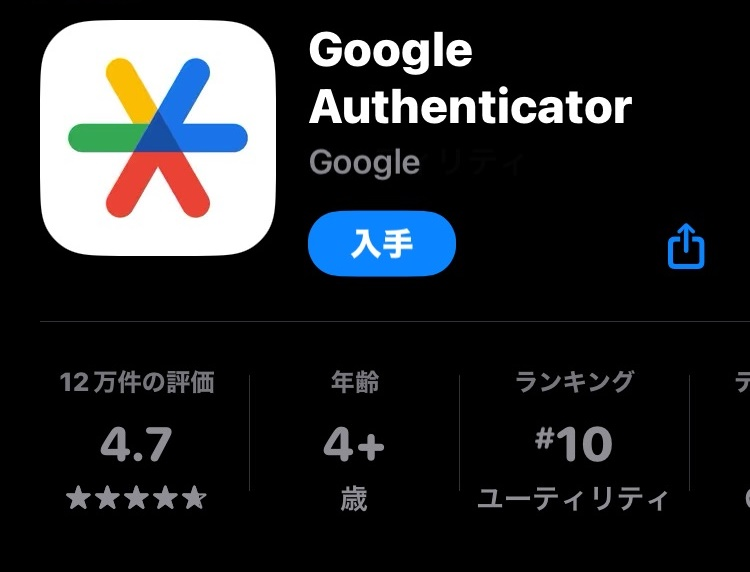 Google
Authenticator
Google
入手
12万件の評価
4.7
年齢
4+
歳
ランキング
#10
ユーティリティ